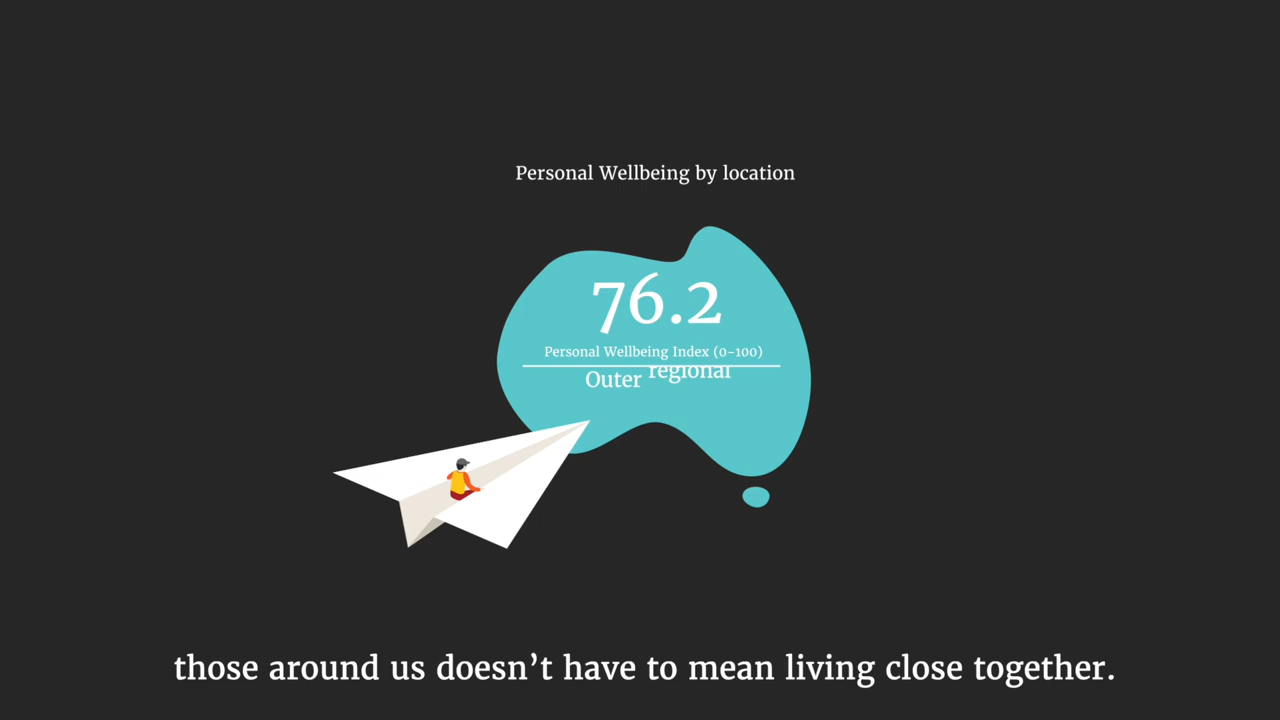 Personal Wellbeing by location
76.2
Personal Wellbeing Index (0-100)
Outer regional
those around us doesn’t have to mean living close together.